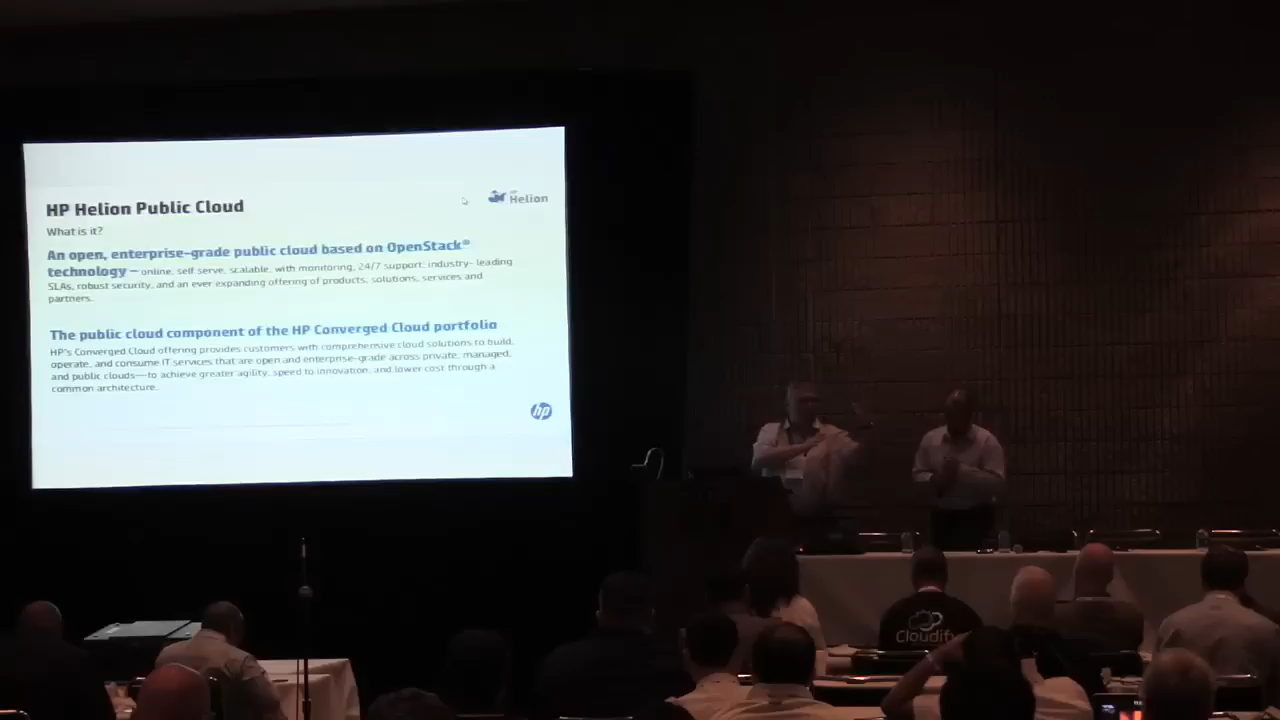 HP Helion Public Cloud
HP
Helion
What is it?
An open, enterprise-grade public cloud based on OpenStack®
technology – online, self serve, scalable, with monitoring, 24/7 support; industry- leading
SLAs, robust security, and an ever expanding offering of products, solutions, services and
partners.
The public cloud component of the HP Converged Cloud portfolio
HP's Converged Cloud offering provides customers with comprehensive cloud solutions to build,
operate, and consume IT services that are open and enterprise-grade across private, managed,
and public clouds—to achieve greater agility, speed to innovation, and lower cost through a
common architecture.
hp
Cloudify